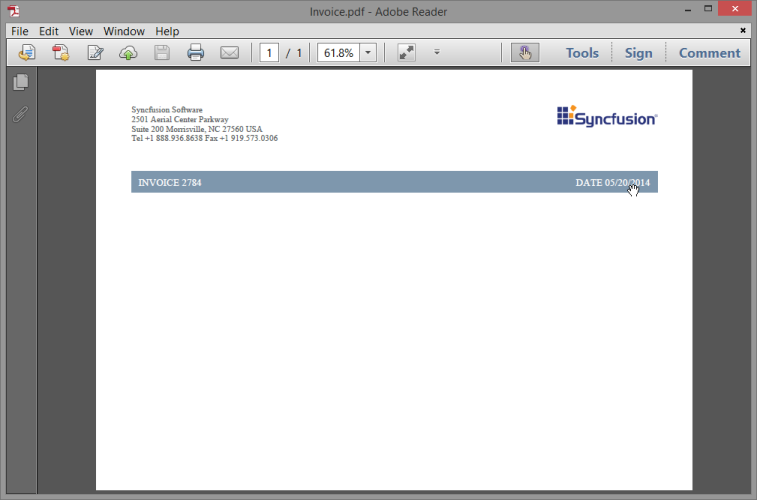 Invoice.pdf - Adobe Reader
File Edit View Window Help
1 / 1 61.8% Tools Sign Comment
Syncfusion Software
2501 Aerial Center Parkway
Suite 200 Morrisville, NC 27560 USA
Tel +1 888.936.8638 Fax +1 919.573.0306
Syncfusion
INVOICE 2784 DATE 05/20/2014